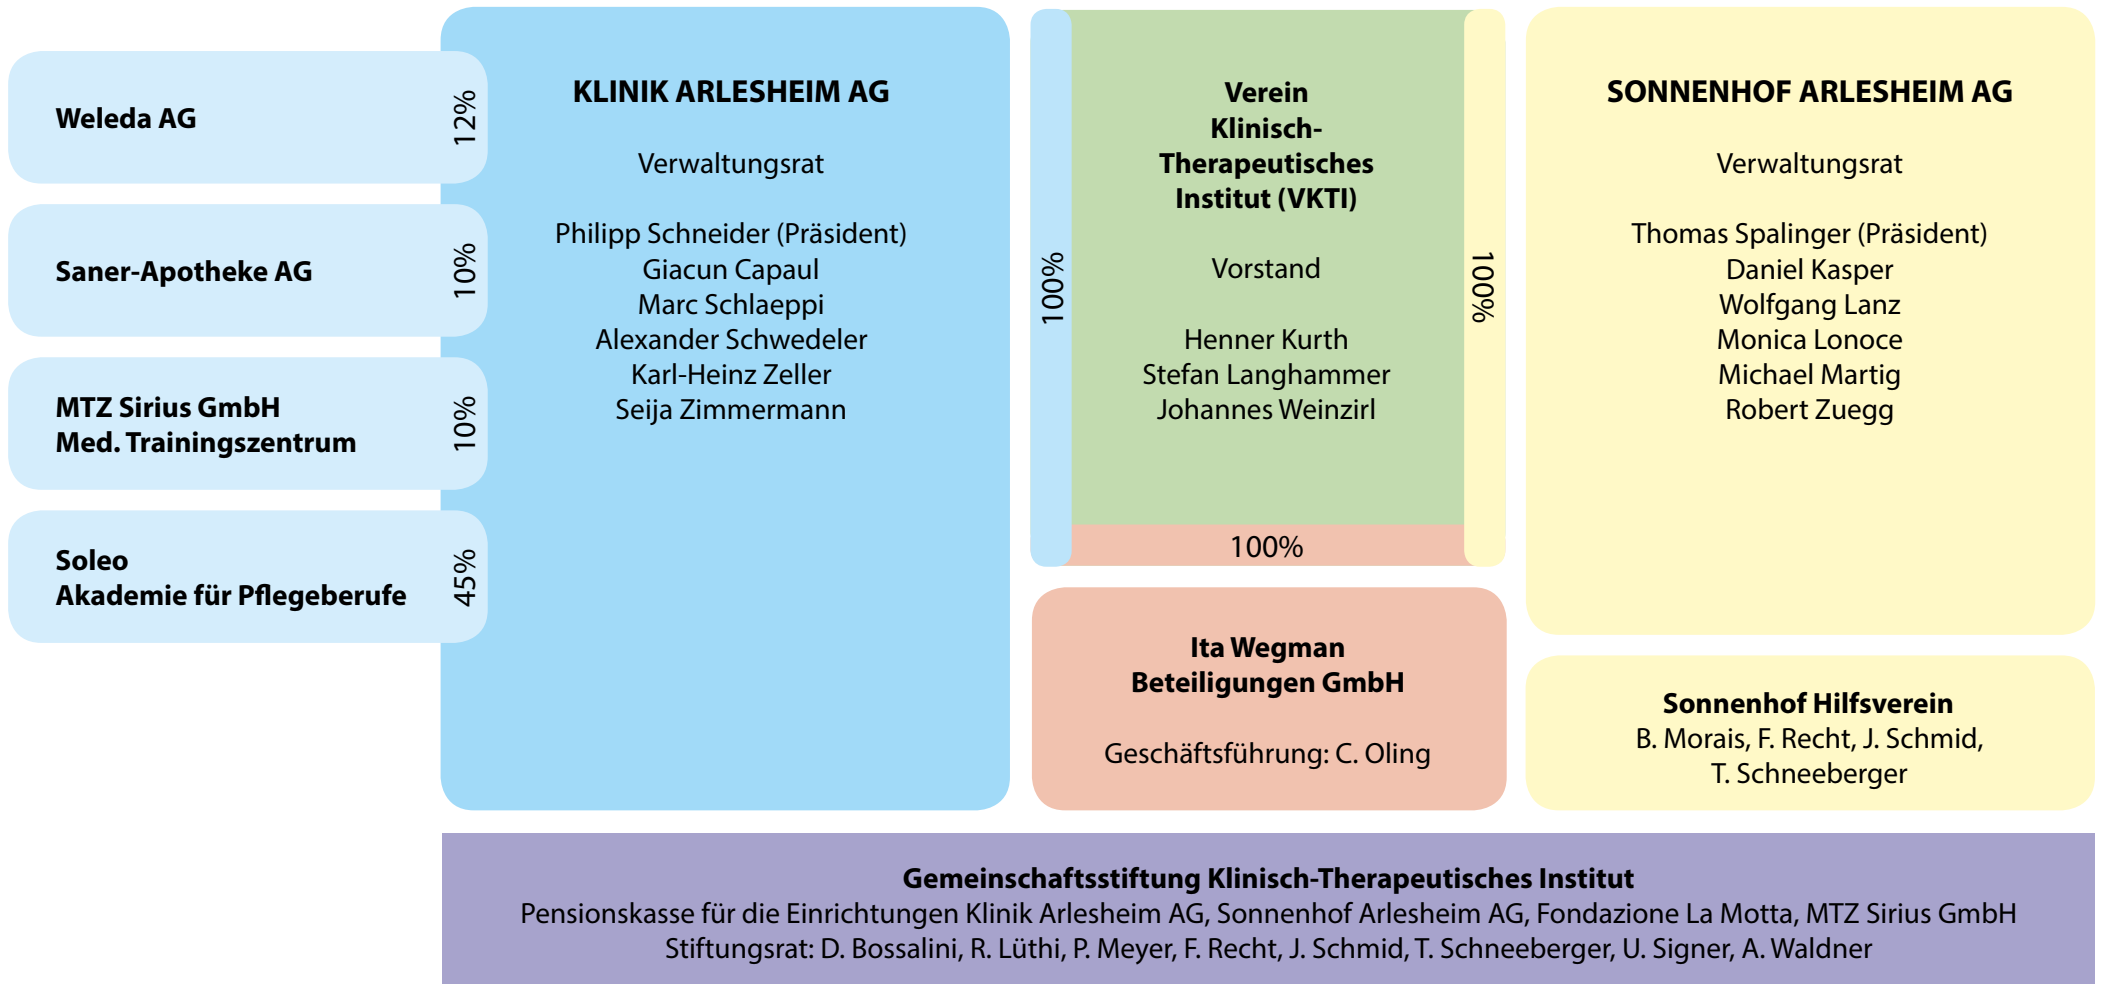 Weleda AG
12%
Saner-Apotheke AG
10%
MTZ Sirius GmbH
Med. Trainingszentrum
10%
Soleo
Akademie für Pflegeberufe
45%
KLINIK ARLESHEIM AG
Verwaltungsrat
Philipp Schneider (Präsident)
Giacun Capaul
Marc Schlaeppi
Alexander Schwedeler
Karl-Heinz Zeller
Seija Zimmermann
100%
Verein
Klinisch-
Therapeutisches
Institut (VKTI)
Vorstand
Henner Kurth
Stefan Langhammer
Johannes Weinzirl
100%
100%
Ita Wegman
Beteiligungen GmbH
Geschäftsführung: C. Oling
SONNENHOF ARLESHEIM AG
Verwaltungsrat
Thomas Spalinger (Präsident)
Daniel Kasper
Wolfgang Lanz
Monica Lonoce
Michael Martig
Robert Zuegg
Sonnenhof Hilfsverein
B. Morais, F. Recht, J. Schmid,
T. Schneeberger
Gemeinschaftsstiftung Klinisch-Therapeutisches Institut
Pensionskasse für die Einrichtungen Klinik Arlesheim AG, Sonnenhof Arlesheim AG, Fondazione La Motta, MTZ Sirius GmbH
Stiftungsrat: D. Bossalini, R. Lüthi, P. Meyer, F. Recht, J. Schmid, T. Schneeberger, U. Signer, A. Waldner